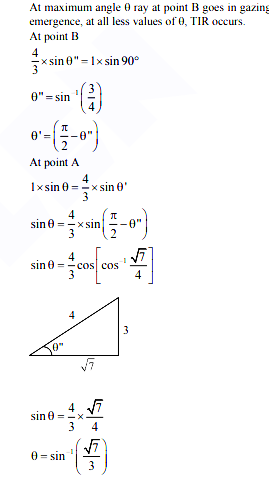 At maximum angle θ ray at point B goes in gazing
emergence, at all less values of θ, TIR occurs.
At point B
4/3 × sin θ" = 1 × sin 90°
θ" = sin⁻¹(3/4)
θ' = (π/2 − θ")
At point A
1 × sin θ = 4/3 × sin θ'
sin θ = 4/3 × sin(π/2 − θ")
sin θ = 4/3 cos[cos⁻¹ √7/4]
4
3
θ"
√7
sin θ = 4/3 × √7/4
θ = sin⁻¹(√7/3)